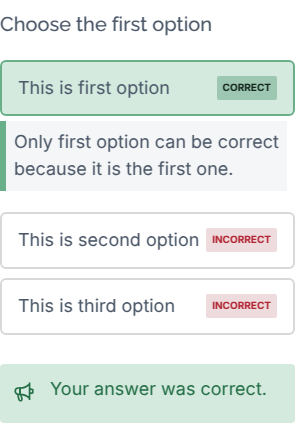 Choose the first option
This is first option CORRECT
Only first option can be correct
because it is the first one.
This is second option INCORRECT
This is third option INCORRECT
Your answer was correct.